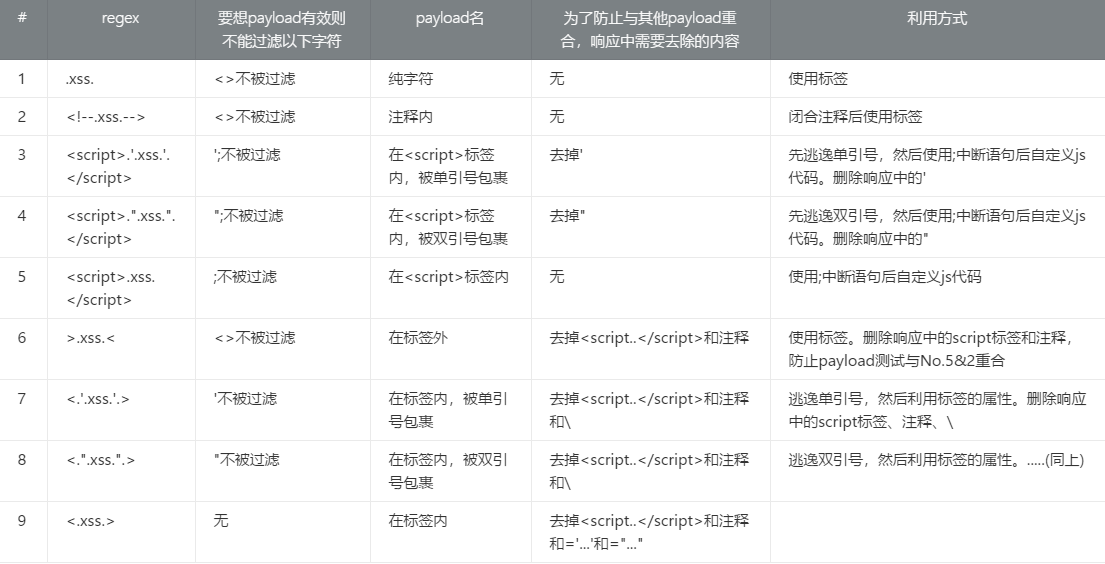 # regex 要想payload有效则 payload名 为了防止与其他payload重 利用方式
不能过滤以下字符 合，响应中需要去除的内容
1 .xss. <>不被过滤 纯字符 无 使用标签
2 <!--.xss.--> <>不被过滤 注释内 无 闭合注释后使用标签
3 <script>.'.xss.'. ';不被过滤 在<script>标签 去掉' 先逃逸单引号，然后使用;中断语句后自定义js
</script> 内，被单引号包裹 代码。删除响应中的'
4 <script>.".xss.". ";不被过滤 在<script>标签 去掉" 先逃逸双引号，然后使用;中断语句后自定义js
</script> 内，被双引号包裹 代码。删除响应中的"
5 <script>.xss. ;不被过滤 在<script>标签内 无 使用;中断语句后自定义js代码
</script>
6 >.xss.< <>不被过滤 在标签外 去掉<script..</script>和注释 使用标签。删除响应中的script标签和注释，
防止payload测试与No.5&2重合
7 <.'.xss.'.> '不被过滤 在标签内，被单引 去掉<script..</script>和注释 逃逸单引号，然后利用标签的属性。删除响应
号包裹 和\ 中的script标签、注释、\
8 <.".xss.".> "不被过滤 在标签内，被双引 去掉<script..</script>和注释 逃逸双引号，然后利用标签的属性。.....(同上)
号包裹 和\
9 <.xss.> 无 在标签内 去掉<script..</script>和注释
和='...'和="..."